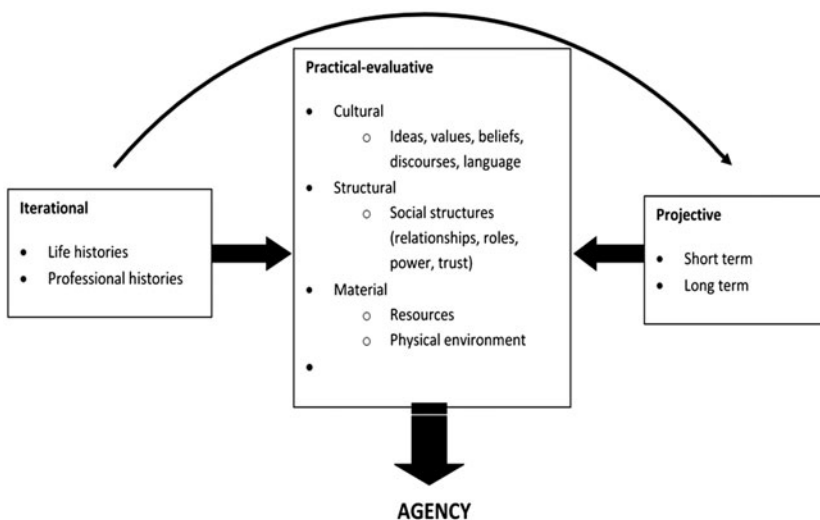 Practical-evaluative
• Cultural
o Ideas, values, beliefs,
discourses, language
• Structural
o Social structures
(relationships, roles,
power, trust)
• Material
o Resources
o Physical environment
•
Iterational
• Life histories
• Professional histories
Projective
• Short term
• Long term
AGENCY